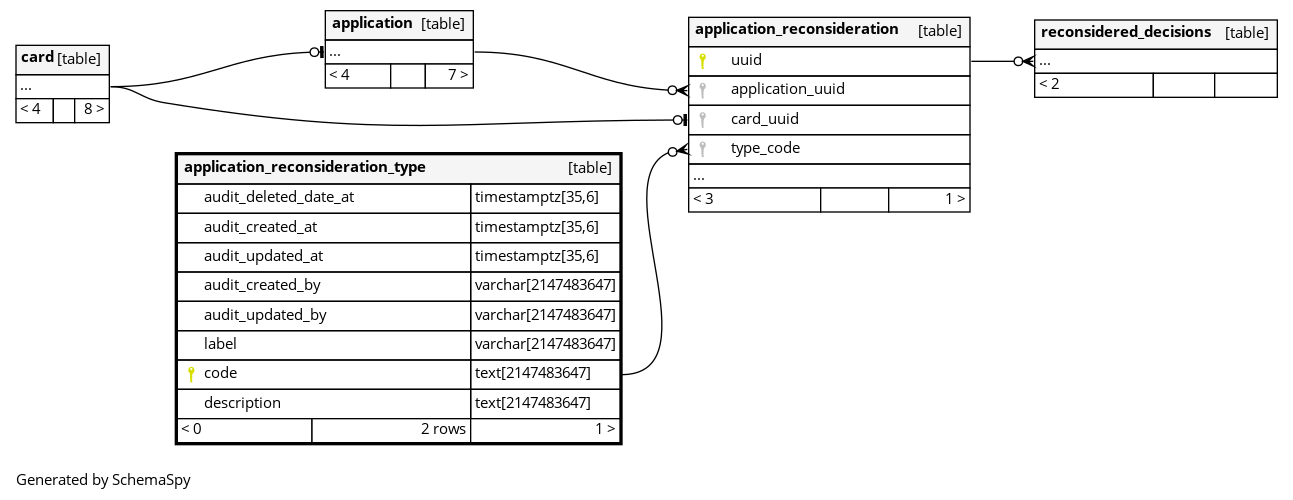 card [table]
...
< 4 8 >
application [table]
...
< 4 7 >
application_reconsideration [table]
uuid
application_uuid
card_uuid
type_code
...
< 3 1 >
reconsidered_decisions [table]
...
< 2
application_reconsideration_type [table]
audit_deleted_date_at timestamptz[35,6]
audit_created_at timestamptz[35,6]
audit_updated_at timestamptz[35,6]
audit_created_by varchar[2147483647]
audit_updated_by varchar[2147483647]
label varchar[2147483647]
code text[2147483647]
description text[2147483647]
< 0 2 rows 1 >
Generated by SchemaSpy